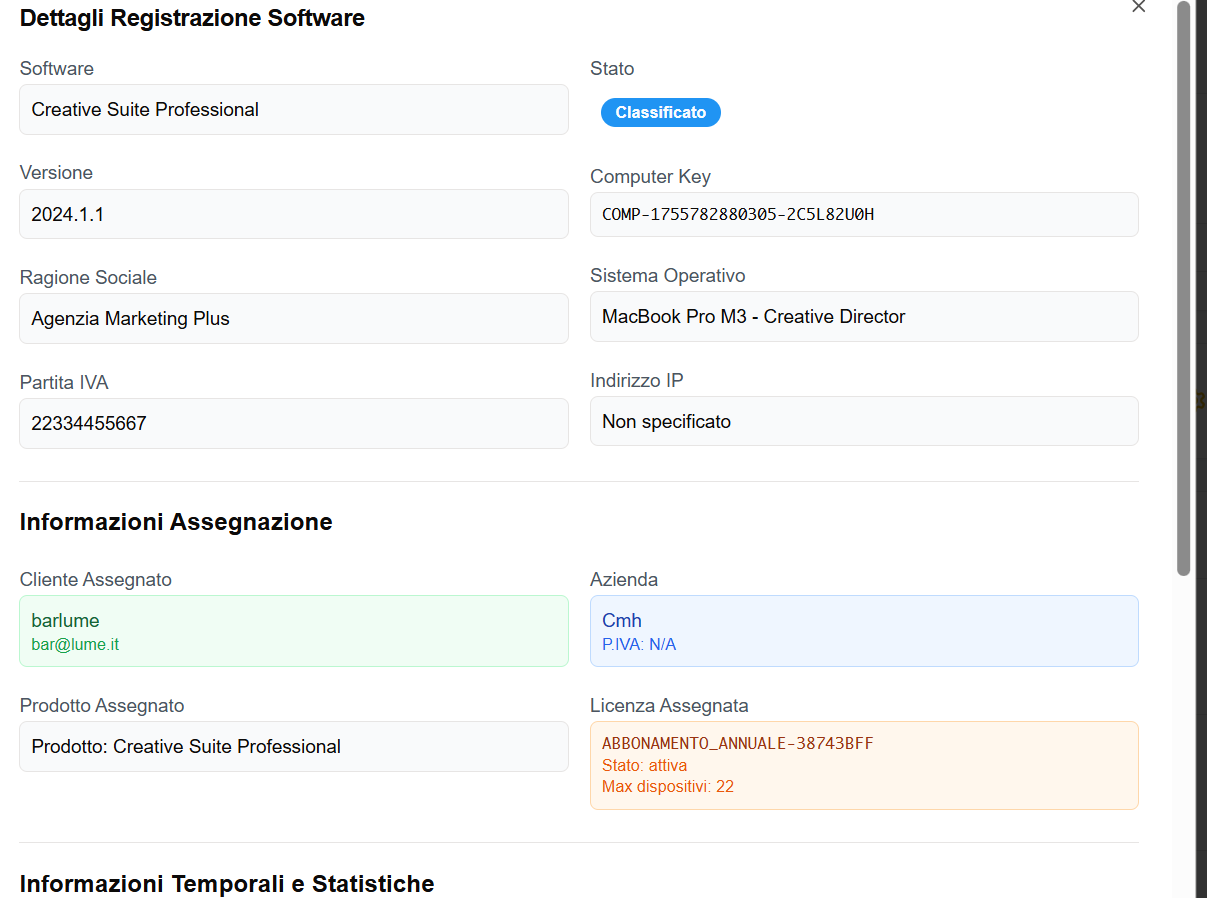 Dettagli Registrazione Software
Software
Stato
Creative Suite Professional
Classificato
Versione
Computer Key
2024.1.1
COMP-1755782880305-2C5L82U0H
Ragione Sociale
Sistema Operativo
Agenzia Marketing Plus
MacBook Pro M3 - Creative Director
Partita IVA
Indirizzo IP
22334455667
Non specificato
Informazioni Assegnazione
Cliente Assegnato
Azienda
barlume
bar@lume.it
Cmh
P.IVA: N/A
Prodotto Assegnato
Licenza Assegnata
Prodotto: Creative Suite Professional
ABBONAMENTO_ANNUALE-38743BFF
Stato: attiva
Max dispositivi: 22
Informazioni Temporali e Statistiche